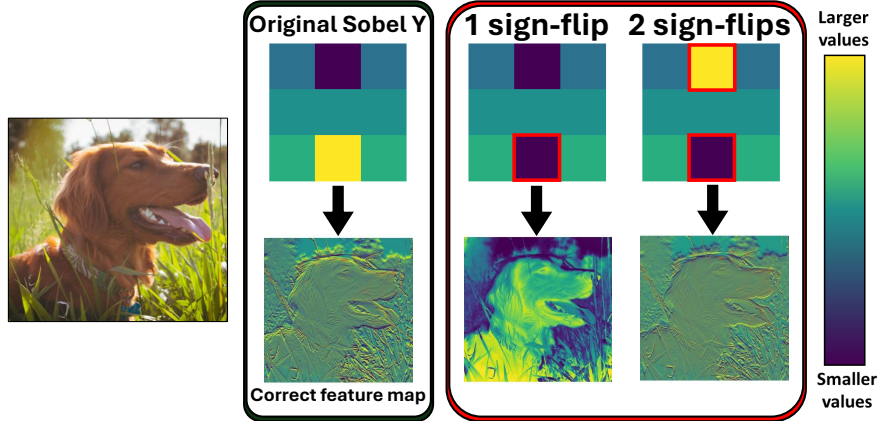 Original Sobel Y
1 sign-flip
2 sign-flips
Larger
values
Correct feature map
Smaller
values